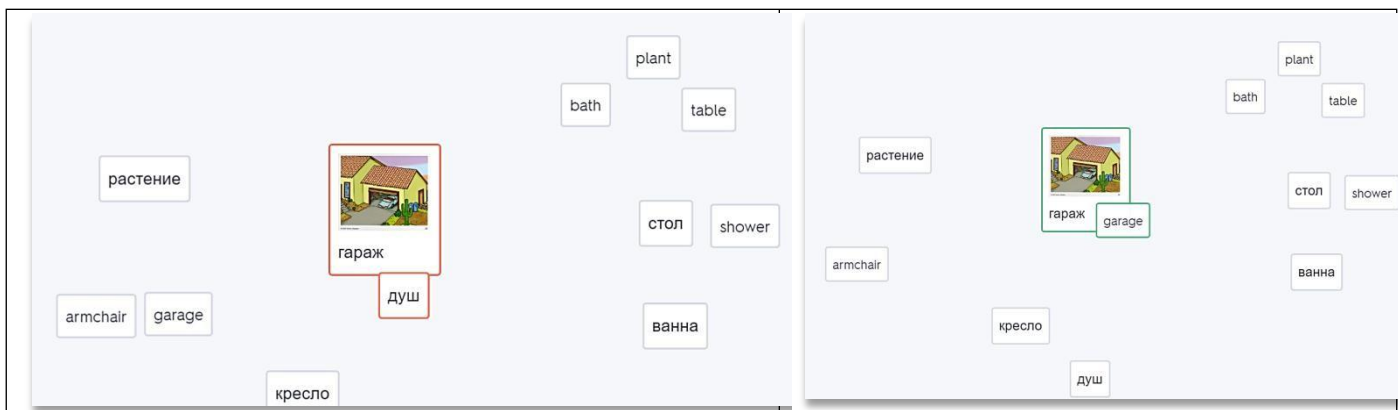 plant
bath
table
растение
гараж
стол
shower
душ
armchair
garage
ванна
кресло
plant
bath
table
растение
стол
shower
гараж
garage
armchair
ванна
кресло
душ